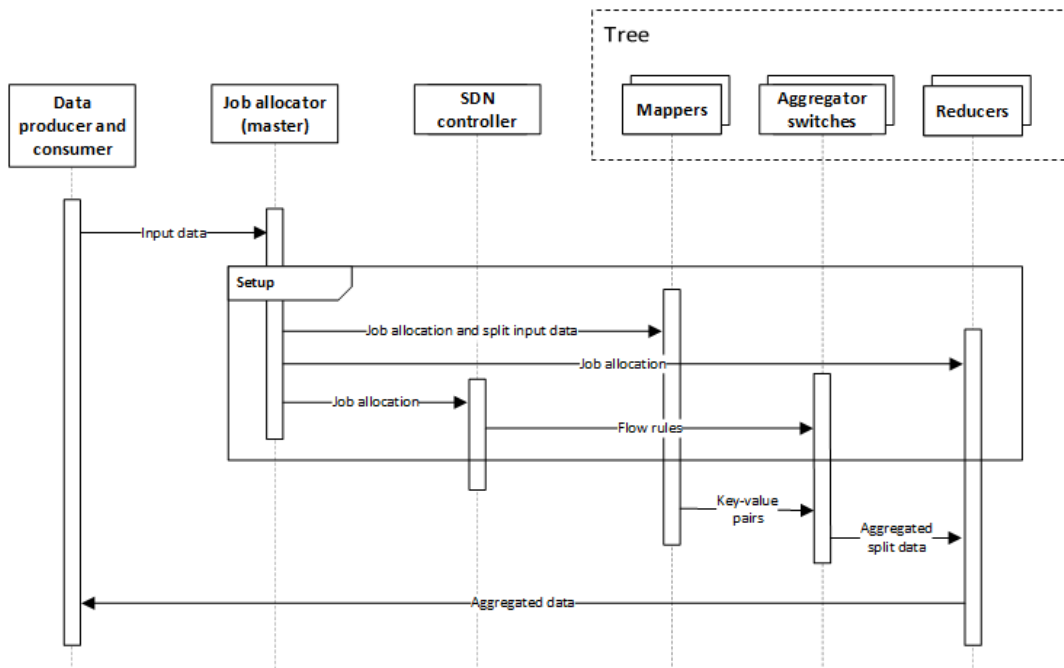 Tree
Data
producer and
consumer
Job allocator
(master)
SDN
controller
Mappers
Aggregator
switches
Reducers
Input data
Setup
Job allocation and split input data
Job allocation
Job allocation
Flow rules
Key-value
pairs
Aggregated
split data
Aggregated data